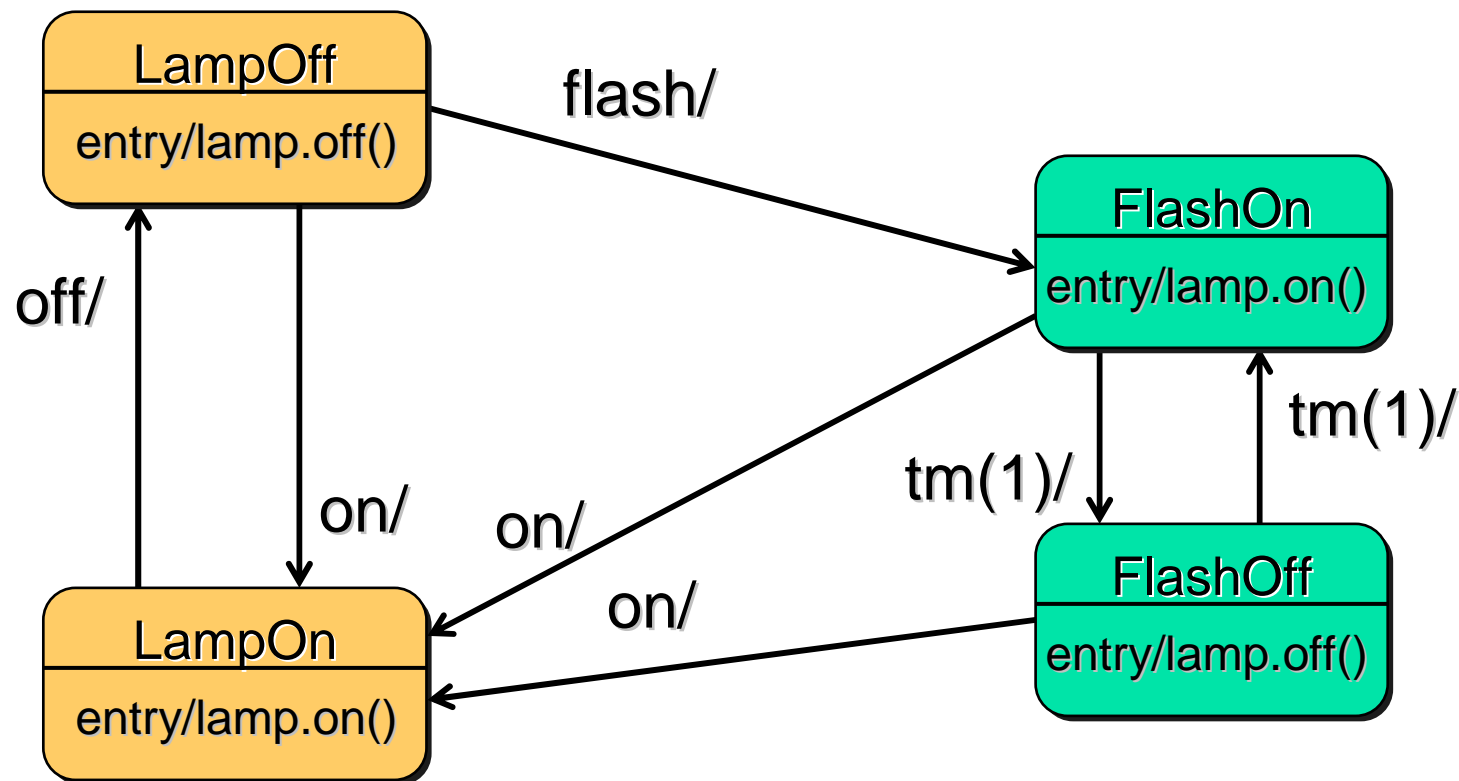 LampOff
entry/lamp.off()
flash/
FlashOn
entry/lamp.on()
off/
on/
on/
tm(1)/
tm(1)/
on/
FlashOff
entry/lamp.off()
LampOn
entry/lamp.on()